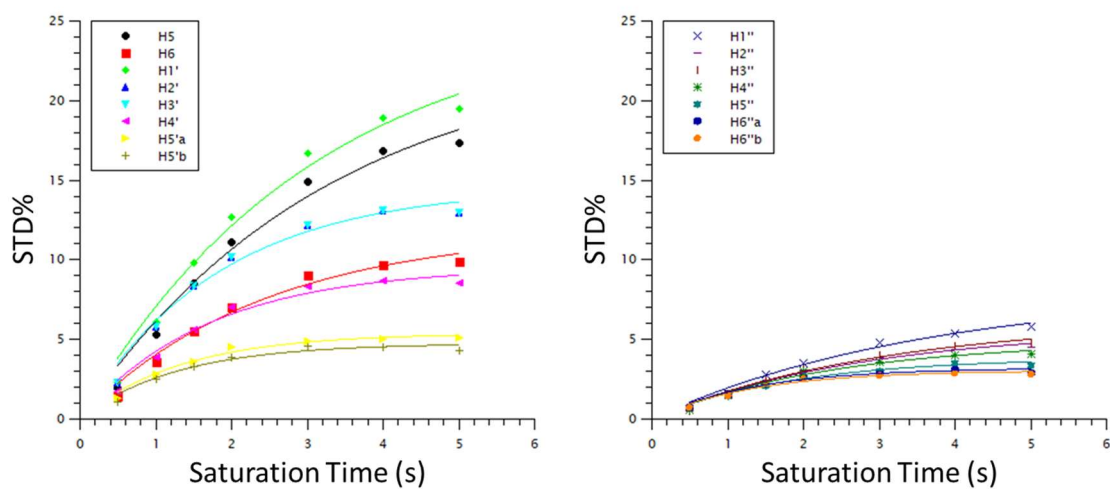 25
20
15
10
5
0
STD%
H5
H6
H1'
H2'
H3'
H4'
H5'a
H5'b
0 1 2 3 4 5 6
Saturation Time (s)
25
20
15
10
5
0
STD%
H1''
H2''
H3''
H4''
H5''
H6''a
H6''b
0 1 2 3 4 5 6
Saturation Time (s)